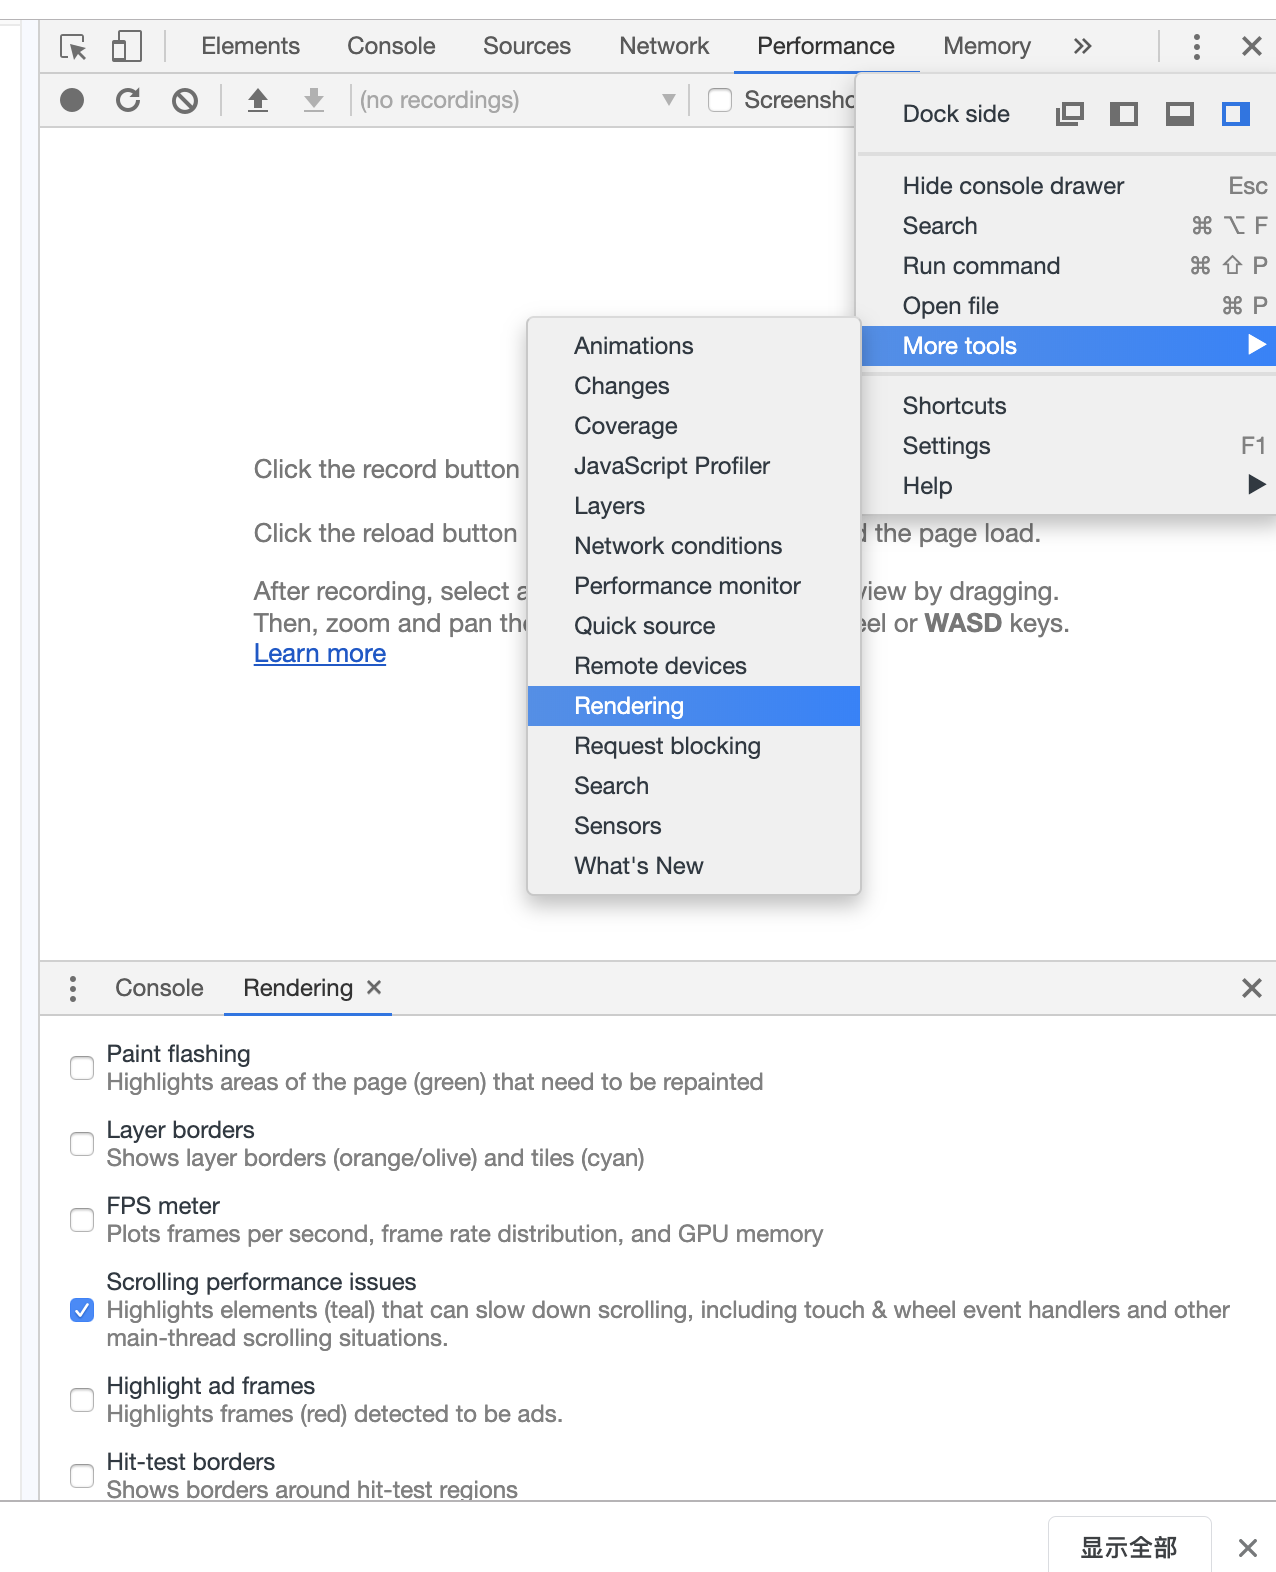 Elements Console Sources Network Performance Memory
(no recordings) Screensho
Dock side
Hide console drawer Esc
Search ⌘ ⌥ F
Run command ⌘ ⇧ P
Open file ⌘ P
More tools
Shortcuts
Settings F1
Help
Animations
Changes
Coverage
JavaScript Profiler
Layers
Network conditions
Performance monitor
Quick source
Remote devices
Rendering
Request blocking
Search
Sensors
What's New
Click the record button
Click the reload button d the page load.
After recording, select a view by dragging.
Then, zoom and pan the eel or WASD keys.
Learn more
Console Rendering
Paint flashing
Highlights areas of the page (green) that need to be repainted
Layer borders
Shows layer borders (orange/olive) and tiles (cyan)
FPS meter
Plots frames per second, frame rate distribution, and GPU memory
Scrolling performance issues
Highlights elements (teal) that can slow down scrolling, including touch & wheel event handlers and other
main-thread scrolling situations.
Highlight ad frames
Highlights frames (red) detected to be ads.
Hit-test borders
Shows borders around hit-test regions
显示全部